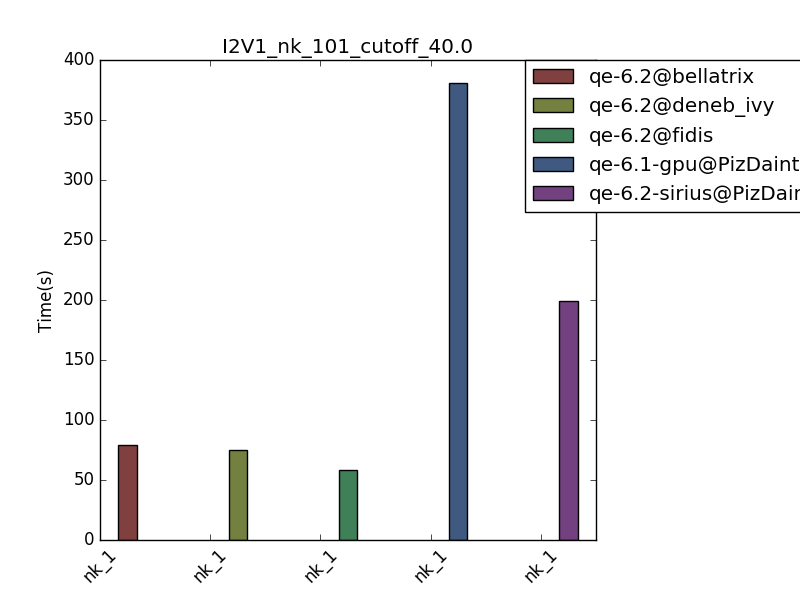 I2V1_nk_101_cutoff_40.0
400
350
300
250
200
150
100
50
0
Time(s)
nk_1
nk_1
nk_1
nk_1
nk_1
qe-6.2@bellatrix
qe-6.2@deneb_ivy
qe-6.2@fidis
qe-6.1-gpu@PizDaint
qe-6.2-sirius@PizDain